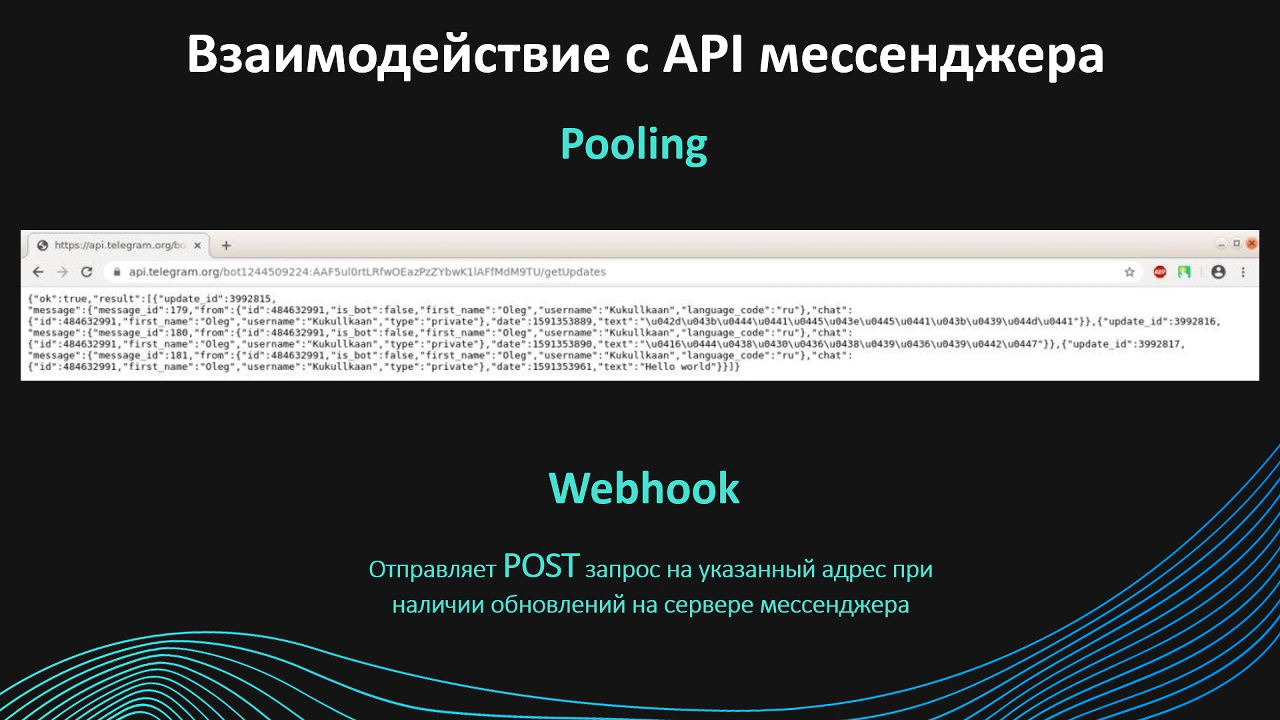 Взаимодействие с API мессенджера
Pooling
https://api.telegram.org/bo
api.telegram.org/bot1244509224:AAF5ul0rtLRfwOEazPzZYbwK1lAFfMdM9TU/getUpdates
{"ok":true,"result":[{"update_id":3992815,
"message":{"message_id":179,"from":{"id":484632991,"is_bot":false,"first_name":"Oleg","username":"Kukullkaan","language_code":"ru"},"chat":
{"id":484632991,"first_name":"Oleg","username":"Kukullkaan","type":"private"},"date":1591353889,"text":"\u042d\u043b\u0444\u0441\u0445\u043e\u0445\u0441\u043b\u0439\u044d\u0441"}},{"update_id":3992816,
"message":{"message_id":180,"from":{"id":484632991,"is_bot":false,"first_name":"Oleg","username":"Kukullkaan","language_code":"ru"},"chat":
{"id":484632991,"first_name":"Oleg","username":"Kukullkaan","type":"private"},"date":1591353890,"text":"\u0416\u0444\u0438\u0430\u0436\u0438\u0439\u0436\u0439\u0442\u0447"}},{"update_id":3992817,
"message":{"message_id":181,"from":{"id":484632991,"is_bot":false,"first_name":"Oleg","username":"Kukullkaan","language_code":"ru"},"chat":
{"id":484632991,"first_name":"Oleg","username":"Kukullkaan","type":"private"},"date":1591353961,"text":"Hello world"}}]}
Webhook
Отправляет POST запрос на указанный адрес при
наличии обновлений на сервере мессенджера